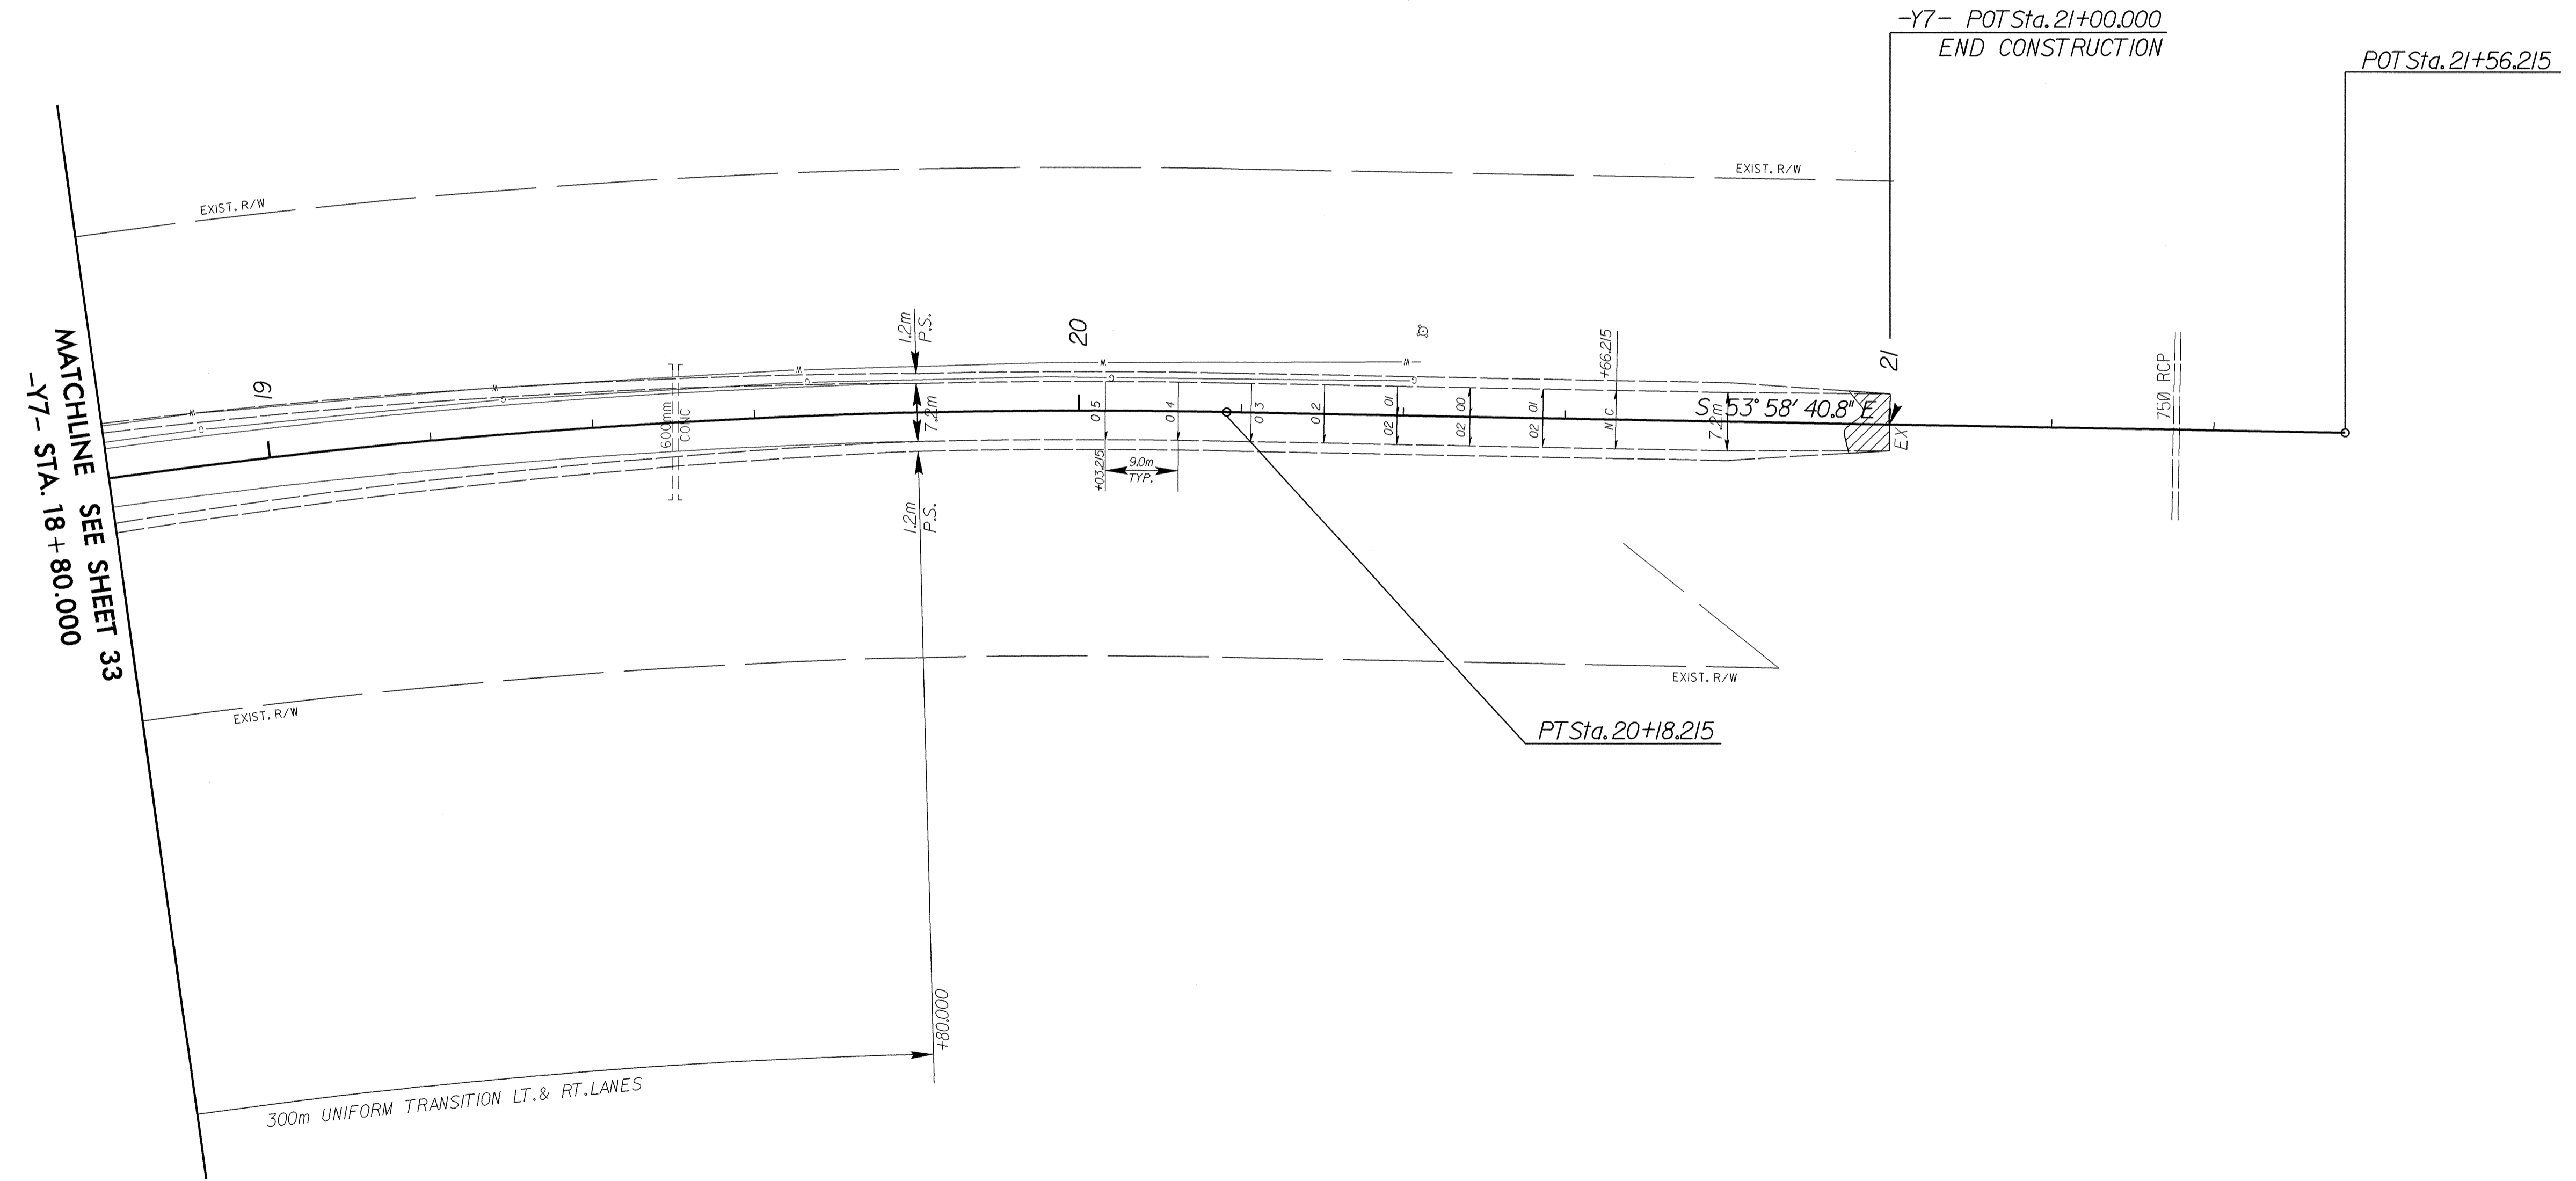 -Y7- POT Sta. 21+00.000
END CONSTRUCTION
POT Sta. 21+56.215
EXIST. R/W
EXIST. R/W
MATCHLINE SEE SHEET 33
-Y7- STA. 18+80.000
19
20
21
W
W
W
W
W
G
G
G
G
G
600mm
CONC
1.2m
P.S.
7.2m
1.2m
P.S.
05
04
03
02
02 01
02 00
02 01
N C
+03.215
9.0m
TYP.
+66.215
7.2m
S 53° 58' 40.8" E
EX
750 RCP
EXIST. R/W
EXIST. R/W
PT Sta. 20+18.215
+80.000
300m UNIFORM TRANSITION LT. & RT. LANES